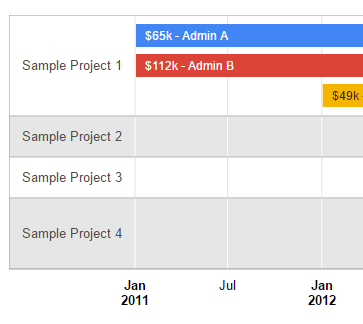 Sample Project 1
$65k - Admin A
$112k - Admin B
$49k
Sample Project 2
Sample Project 3
Sample Project 4
Jan Jul Jan
2011 2012